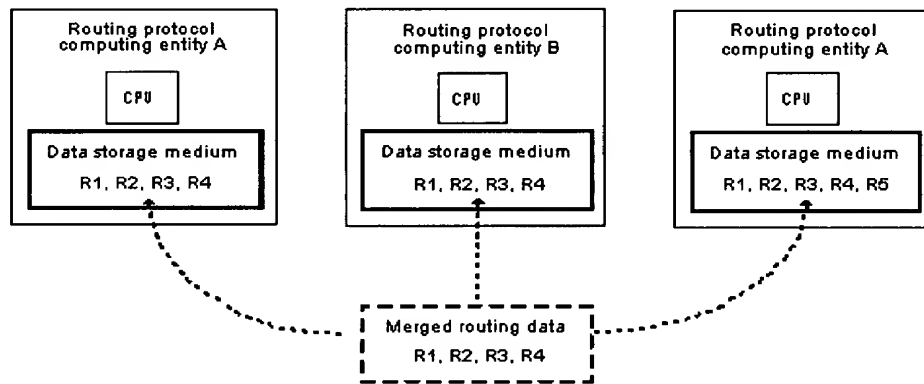 Routing protocol
computing entity A
CPU
Data storage medium
R1, R2, R3, R4
Routing protocol
computing entity B
CPU
Data storage medium
R1, R2, R3, R4
Routing protocol
computing entity A
CPU
Data storage medium
R1, R2, R3, R4, R5
Merged routing data
R1, R2, R3, R4